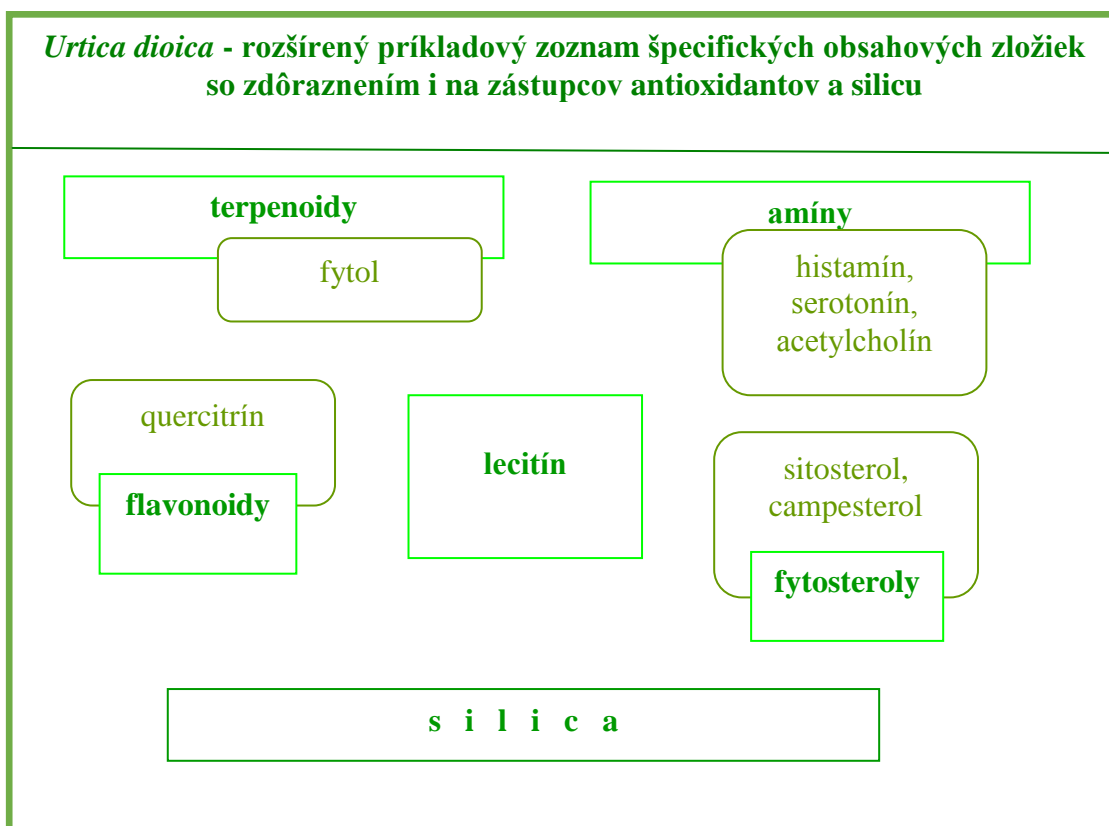 Urtica dioica - rozšírený príkladový zoznam špecifických obsahových zložiek
so zdôraznením i na zástupcov antioxidantov a silicu
terpenoidy
fytol
amíny
histamín,
serotonín,
acetylcholín
quercitrín
flavonoidy
lecitín
sitosterol,
campesterol
fytosteroly
s i l i c a